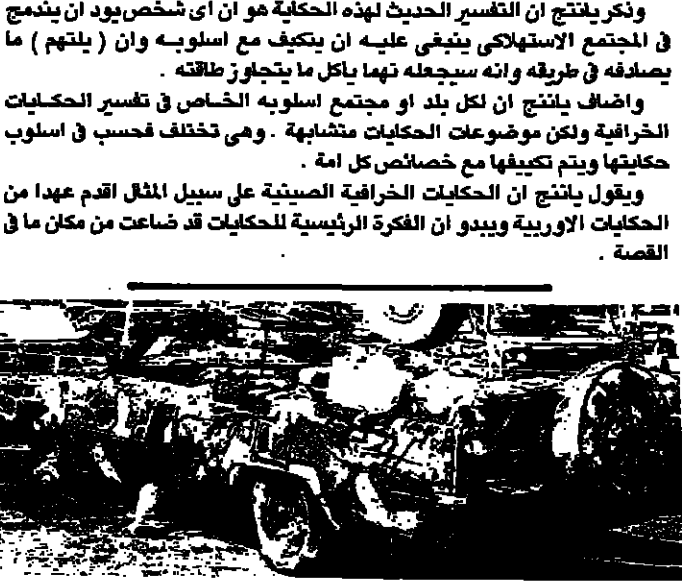 وذكر يانتج ان التفسير الحديث لهذه الحكاية هو ان اى شخص يود ان يندمج
فى المجتمع الاستهلاكى ينبغى عليه ان يتكيف مع اسلوبه وان ( يلتهم ) ما
يصادفه فى طريقه وانه سيجعله نهما ياكل ما يتجاوز طاقته .
واضاف ياننج ان لكل بلد او مجتمع اسلوبه الخاص فى تفسير الحكايات
الخرافية ولكن موضوعات الحكايات متشابهة . وهى تختلف فحسب فى اسلوب
حكايتها ويتم تكييفها مع خصائص كل امة .
ويقول ياننج ان الحكايات الخرافية الصينية على سبيل المثال اقدم عهدا من
الحكايات الاوربية ويبدو ان الفكرة الرئيسية للحكايات قد ضاعت من مكان ما فى
القصة .